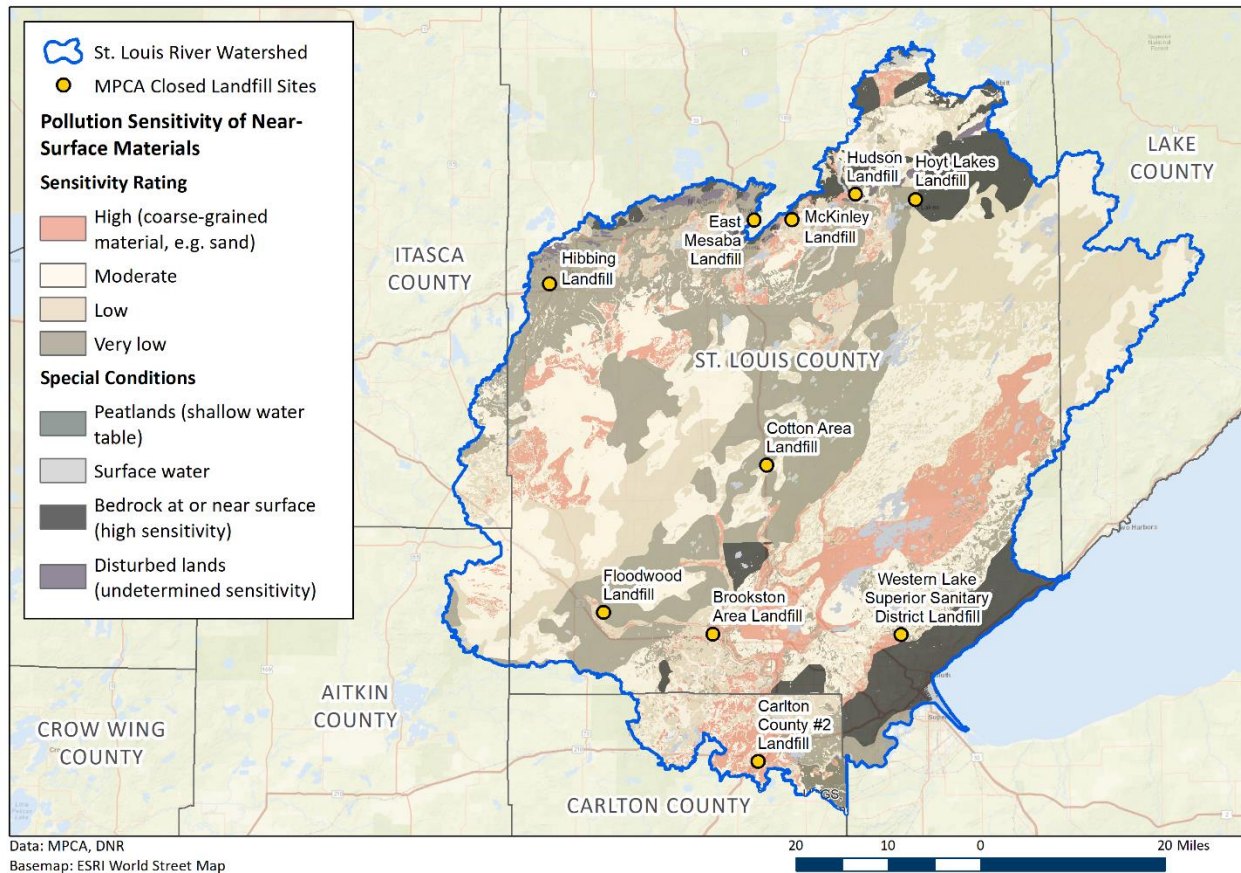 St. Louis River Watershed
MPCA Closed Landfill Sites
Pollution Sensitivity of Near-
Surface Materials
Sensitivity Rating
High (coarse-grained
material, e.g. sand)
Moderate
Low
Very low
Special Conditions
Peatlands (shallow water
table)
Surface water
Bedrock at or near surface
(high sensitivity)
Disturbed lands
(undetermined sensitivity)
LAKE
COUNTY
Hudson
Landfill
Hoyt Lakes
Landfill
East
Mesaba
Landfill
McKinley
Landfill
ITASCA
COUNTY
Hibbing
Landfill
ST. LOUIS COUNTY
Cotton Area
Landfill
Floodwood
Landfill
Brookston
Area Landfill
Western Lake
Superior Sanitary
District Landfill
AITKIN
COUNTY
CROW WING
COUNTY
Carlton
County #2
Landfill
CARLTON COUNTY
Data: MPCA, DNR
Basemap: ESRI World Street Map
20 10 0 20 Miles